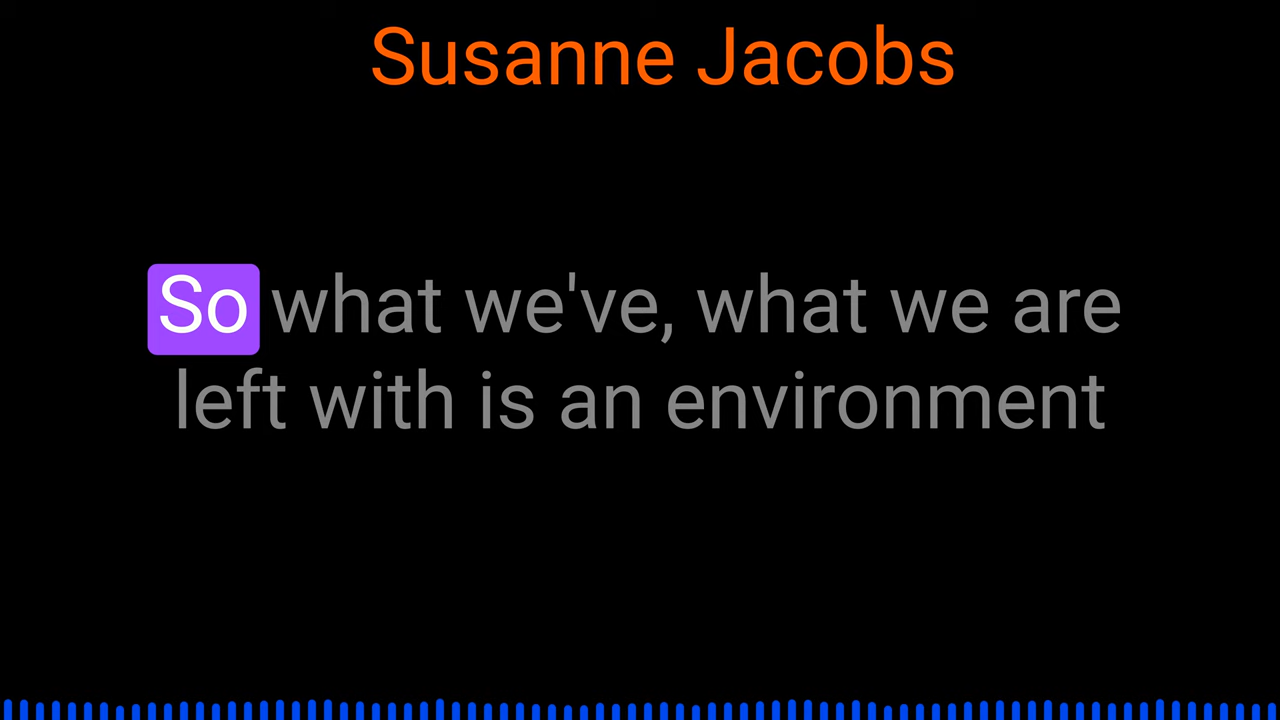 Susanne Jacobs
So what we've, what we are
left with is an environment